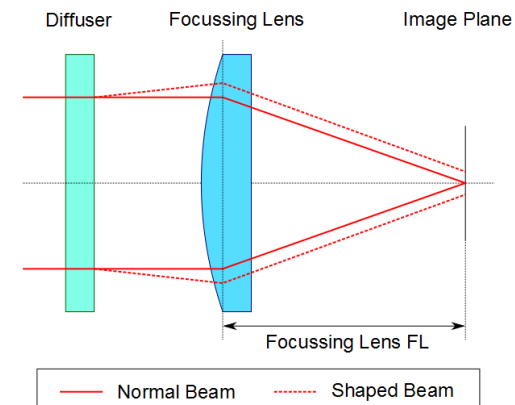 Diffuser Focussing Lens Image Plane
Focussing Lens FL
Normal Beam Shaped Beam